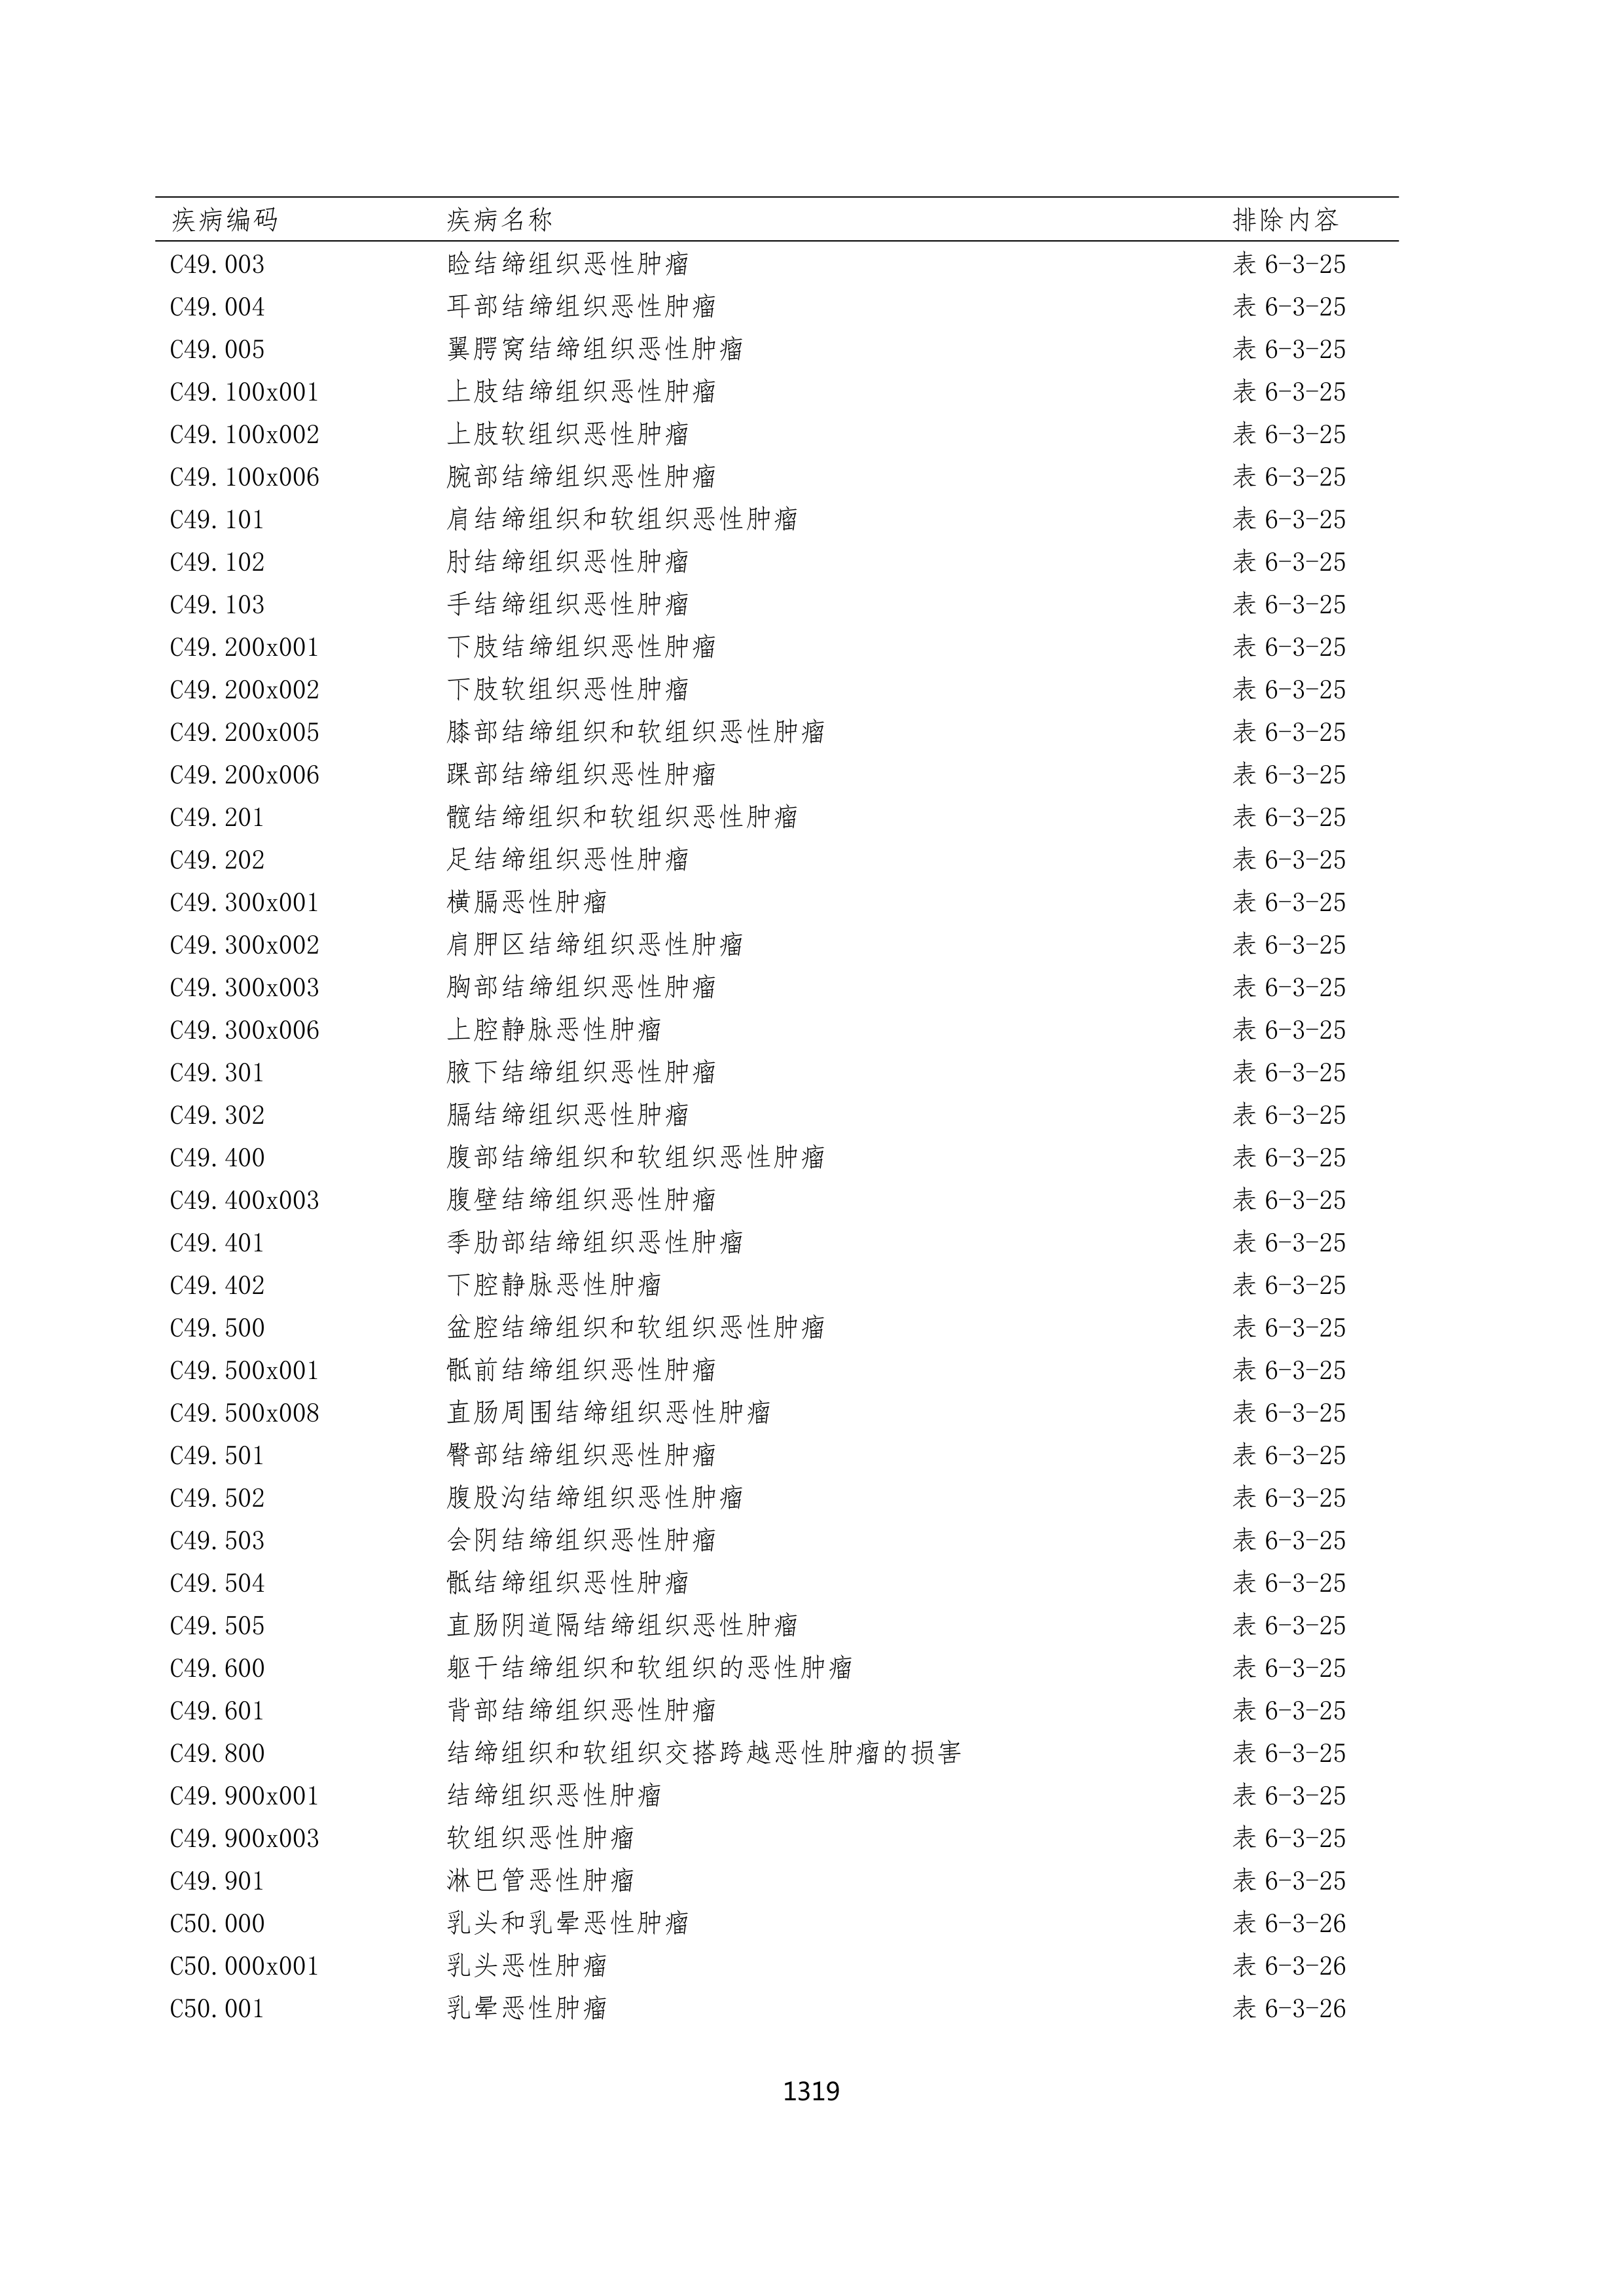 疾病编码 疾病名称 排除内容
C49.003 睑结缔组织恶性肿瘤 表 6-3-25
C49.004 耳部结缔组织恶性肿瘤 表 6-3-25
C49.005 翼腭窝结缔组织恶性肿瘤 表 6-3-25
C49.100x001 上肢结缔组织恶性肿瘤 表 6-3-25
C49.100x002 上肢软组织恶性肿瘤 表 6-3-25
C49.100x006 腕部结缔组织恶性肿瘤 表 6-3-25
C49.101 肩结缔组织和软组织恶性肿瘤 表 6-3-25
C49.102 肘结缔组织恶性肿瘤 表 6-3-25
C49.103 手结缔组织恶性肿瘤 表 6-3-25
C49.200x001 下肢结缔组织恶性肿瘤 表 6-3-25
C49.200x002 下肢软组织恶性肿瘤 表 6-3-25
C49.200x005 膝部结缔组织和软组织恶性肿瘤 表 6-3-25
C49.200x006 踝部结缔组织恶性肿瘤 表 6-3-25
C49.201 髋结缔组织和软组织恶性肿瘤 表 6-3-25
C49.202 足结缔组织恶性肿瘤 表 6-3-25
C49.300x001 横膈恶性肿瘤 表 6-3-25
C49.300x002 肩胛区结缔组织恶性肿瘤 表 6-3-25
C49.300x003 胸部结缔组织恶性肿瘤 表 6-3-25
C49.300x006 上腔静脉恶性肿瘤 表 6-3-25
C49.301 腋下结缔组织恶性肿瘤 表 6-3-25
C49.302 膈结缔组织恶性肿瘤 表 6-3-25
C49.400 腹部结缔组织和软组织恶性肿瘤 表 6-3-25
C49.400x003 腹壁结缔组织恶性肿瘤 表 6-3-25
C49.401 季肋部结缔组织恶性肿瘤 表 6-3-25
C49.402 下腔静脉恶性肿瘤 表 6-3-25
C49.500 盆腔结缔组织和软组织恶性肿瘤 表 6-3-25
C49.500x001 骶前结缔组织恶性肿瘤 表 6-3-25
C49.500x008 直肠周围结缔组织恶性肿瘤 表 6-3-25
C49.501 臀部结缔组织恶性肿瘤 表 6-3-25
C49.502 腹股沟结缔组织恶性肿瘤 表 6-3-25
C49.503 会阴结缔组织恶性肿瘤 表 6-3-25
C49.504 骶结缔组织恶性肿瘤 表 6-3-25
C49.505 直肠阴道隔结缔组织恶性肿瘤 表 6-3-25
C49.600 躯干结缔组织和软组织的恶性肿瘤 表 6-3-25
C49.601 背部结缔组织恶性肿瘤 表 6-3-25
C49.800 结缔组织和软组织交搭跨越恶性肿瘤的损害 表 6-3-25
C49.900x001 结缔组织恶性肿瘤 表 6-3-25
C49.900x003 软组织恶性肿瘤 表 6-3-25
C49.901 淋巴管恶性肿瘤 表 6-3-25
C50.000 乳头和乳晕恶性肿瘤 表 6-3-26
C50.000x001 乳头恶性肿瘤 表 6-3-26
C50.001 乳晕恶性肿瘤 表 6-3-26
1319